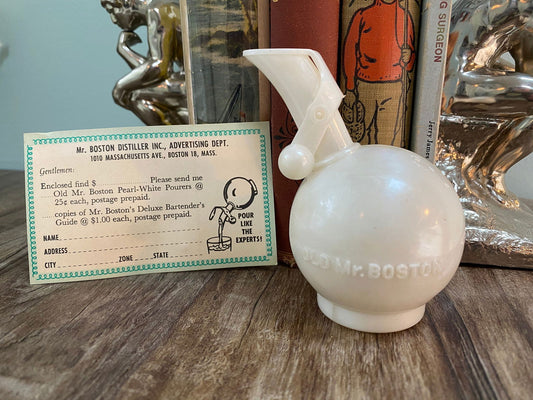 Mr. BOSTON DISTILLER INC., ADVERTISING DEPT.
1010 MASSACHUSETTS AVE., BOSTON 18, MASS.
Gentlemen:
Enclosed find $ Please send me
Old Mr. Boston Pearl-White Pourers @
25¢ each, postage prepaid.
..... copies of Mr. Boston's Deluxe Bartender's
Guide @ $1.00 each, postage prepaid.
NAME
ADDRESS
CITY ZONE STATE
POUR
LIKE
THE
EXPERTS!
OLD Mr. BOSTON
SURGEON
Jerry